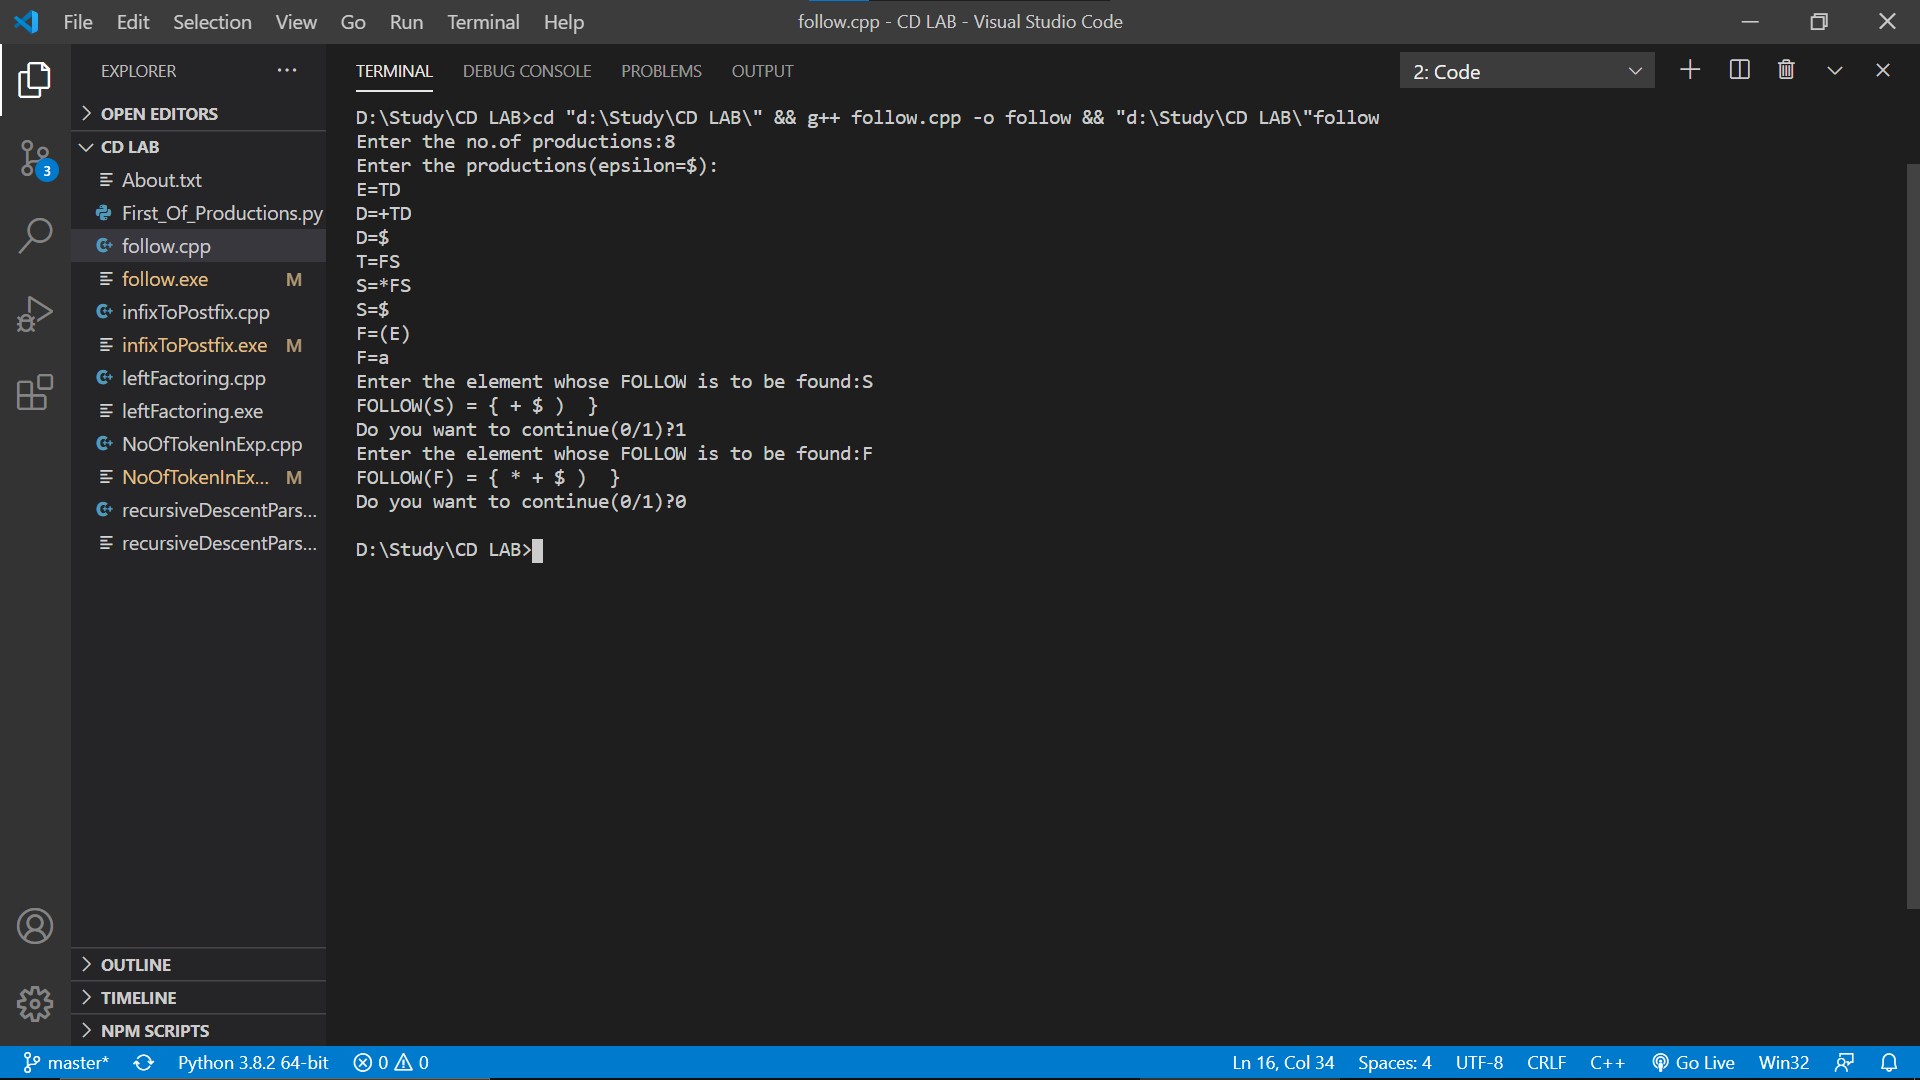 File Edit Selection View Go Run Terminal Help follow.cpp - CD LAB - Visual Studio Code
EXPLORER ···
OPEN EDITORS
CD LAB
About.txt
First_Of_Productions.py
follow.cpp
follow.exe M
infixToPostfix.cpp
infixToPostfix.exe M
leftFactoring.cpp
leftFactoring.exe
NoOfTokenInExp.cpp
NoOfTokenInEx... M
recursiveDescentPars...
recursiveDescentPars...
OUTLINE
TIMELINE
NPM SCRIPTS
3
TERMINAL DEBUG CONSOLE PROBLEMS OUTPUT 2: Code
D:\Study\CD LAB>cd "d:\Study\CD LAB\" && g++ follow.cpp -o follow && "d:\Study\CD LAB\"follow
Enter the no.of productions:8
Enter the productions(epsilon=$):
E=TD
D=+TD
D=$
T=FS
S=*FS
S=$
F=(E)
F=a
Enter the element whose FOLLOW is to be found:S
FOLLOW(S) = { + $ )  }
Do you want to continue(0/1)?1
Enter the element whose FOLLOW is to be found:F
FOLLOW(F) = { * + $ )  }
Do you want to continue(0/1)?0
D:\Study\CD LAB>
master* Python 3.8.2 64-bit 0 0 Ln 16, Col 34 Spaces: 4 UTF-8 CRLF C++ Go Live Win32